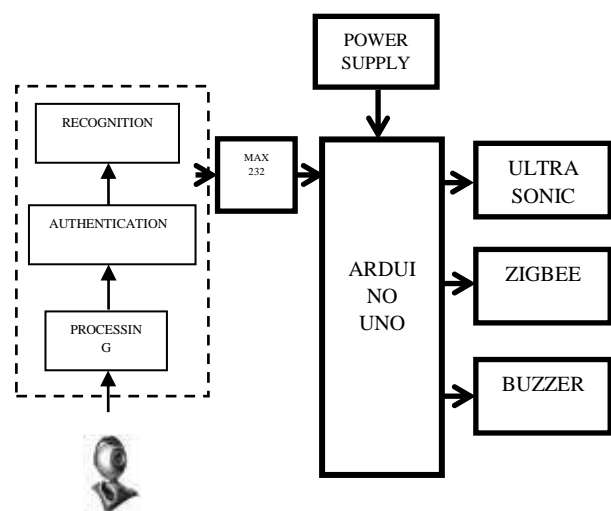 POWER
SUPPLY
RECOGNITION
MAX
232
ULTRA
SONIC
AUTHENTICATION
ARDUI
NO
UNO
ZIGBEE
PROCESSIN
G
BUZZER